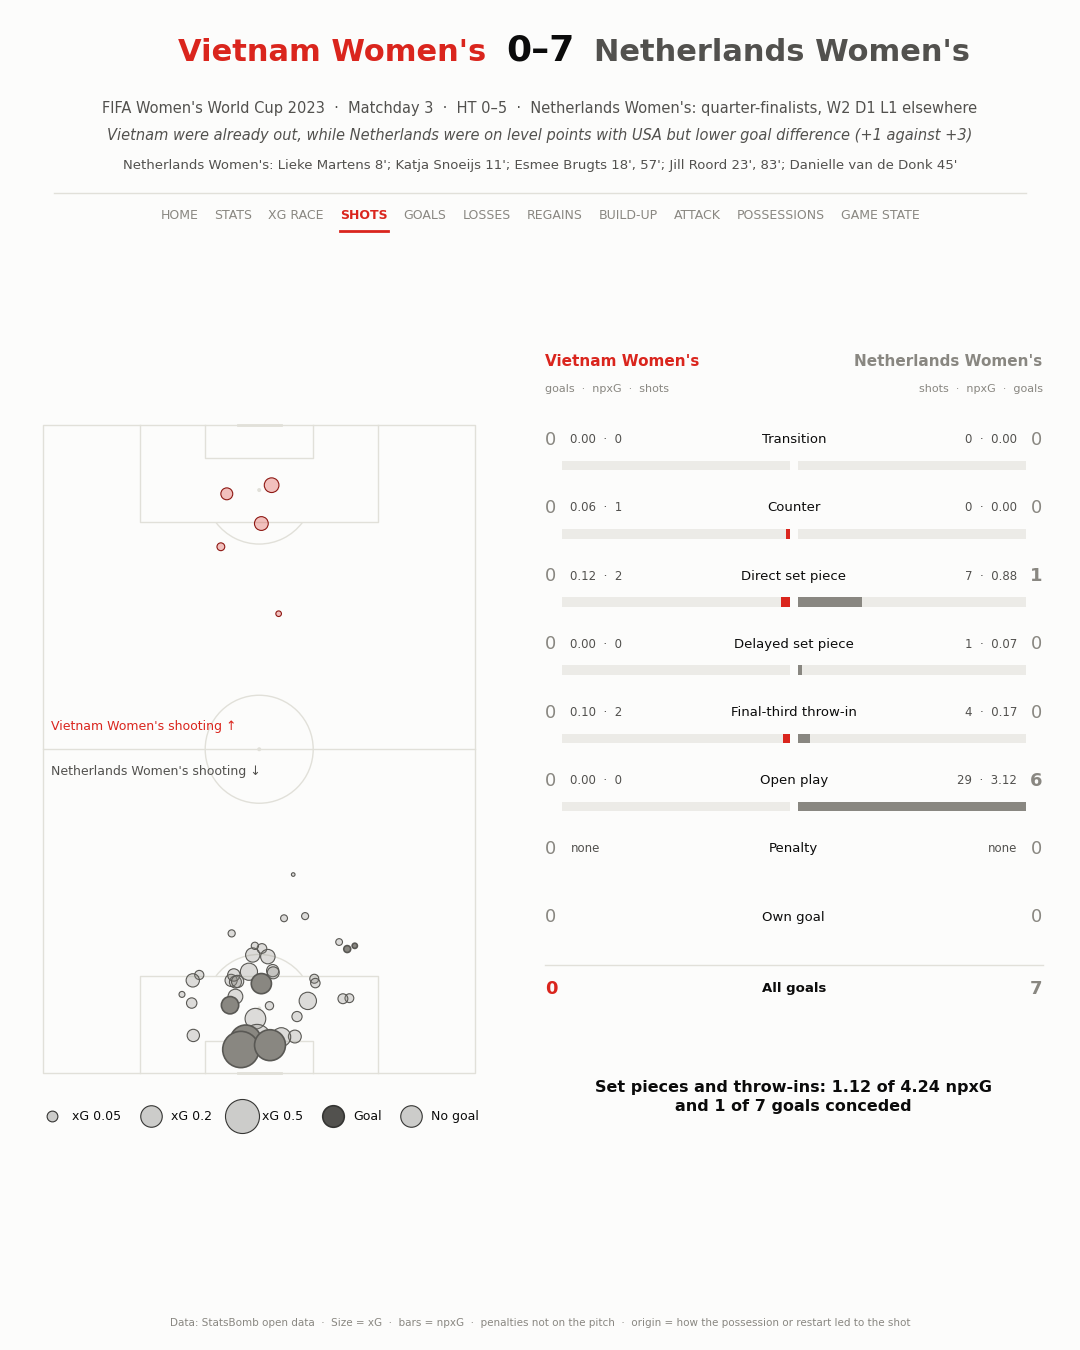 Vietnam Women's 0–7 Netherlands Women's
FIFA Women's World Cup 2023 · Matchday 3 · HT 0–5 · Netherlands Women's: quarter-finalists, W2 D1 L1 elsewhere
Vietnam were already out, while Netherlands were on level points with USA but lower goal difference (+1 against +3)
Netherlands Women's: Lieke Martens 8'; Katja Snoeijs 11'; Esmee Brugts 18', 57'; Jill Roord 23', 83'; Danielle van de Donk 45'
HOME STATS XG RACE SHOTS GOALS LOSSES REGAINS BUILD-UP ATTACK POSSESSIONS GAME STATE
Vietnam Women's shooting ↑
Netherlands Women's shooting ↓
xG 0.05 xG 0.2 xG 0.5 Goal No goal
Vietnam Women's Netherlands Women's
goals · npxG · shots shots · npxG · goals
0 0.00 · 0 Transition 0 · 0.00 0
0 0.06 · 1 Counter 0 · 0.00 0
0 0.12 · 2 Direct set piece 7 · 0.88 1
0 0.00 · 0 Delayed set piece 1 · 0.07 0
0 0.10 · 2 Final-third throw-in 4 · 0.17 0
0 0.00 · 0 Open play 29 · 3.12 6
0 none Penalty none 0
0 Own goal 0
0 All goals 7
Set pieces and throw-ins: 1.12 of 4.24 npxG
and 1 of 7 goals conceded
Data: StatsBomb open data · Size = xG · bars = npxG · penalties not on the pitch · origin = how the possession or restart led to the shot